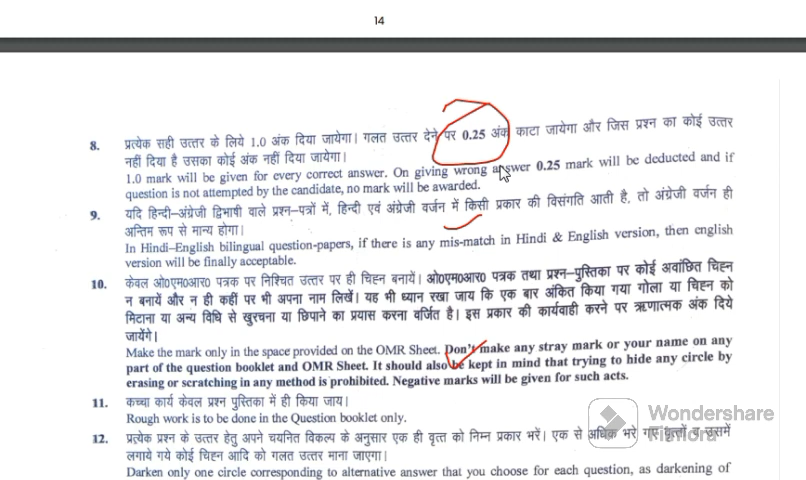 14
8. प्रत्येक सही उत्तर के लिये 1.0 अंक दिया जायेगा। गलत उत्तर देने पर 0.25 अंक काटा जायेगा और जिस प्रश्न का कोई उत्तर
नहीं दिया है उसका कोई अंक नहीं दिया जायेगा।
1.0 mark will be given for every correct answer. On giving wrong answer 0.25 mark will be deducted and if
question is not attempted by the candidate, no mark will be awarded.
9. यदि हिन्दी–अंग्रेजी द्विभाषी वाले प्रश्न–पत्रों में, हिन्दी एवं अंग्रेजी वर्जन में किसी प्रकार की विसंगति आती है, तो अंग्रेजी वर्जन ही
अन्तिम रूप से मान्य होगा।
In Hindi-English bilingual question-papers, if there is any mis-match in Hindi & English version, then english
version will be finally acceptable.
10. केवल ओ0एम0आर0 पत्रक पर निश्चित उत्तर पर ही चिह्न बनायें। ओ0एम0आर0 पत्रक तथा प्रश्न-पुस्तिका पर कोई अवांछित चिह्न
न बनायें और न ही कहीं पर भी अपना नाम लिखें। यह भी ध्यान रखा जाय कि एक बार अंकित किया गया गोला या चिह्न को
मिटाना या अन्य विधि से खुरचना या छिपाने का प्रयास करना वर्जित है। इस प्रकार की कार्यवाही करने पर ऋणात्मक अंक दिये
जायेंगे।
Make the mark only in the space provided on the OMR Sheet. Don't make any stray mark or your name on any
part of the question booklet and OMR Sheet. It should also be kept in mind that trying to hide any circle by
erasing or scratching in any method is prohibited. Negative marks will be given for such acts.
11. कच्चा कार्य केवल प्रश्न पुस्तिका में ही किया जाय।
Rough work is to be done in the Question booklet only.
12. प्रत्येक प्रश्न के उत्तर हेतु अपने चयनित विकल्प के अनुसार एक ही वृत्त को निम्न प्रकार भरें। एक से अधिक भरे गए वृत्तों व उसमें
लगाये गये कोई चिह्न आदि को गलत उत्तर माना जाएगा।
Darken only one circle corresponding to alternative answer that you choose for each question, as darkening of
Wondershare
Filmora